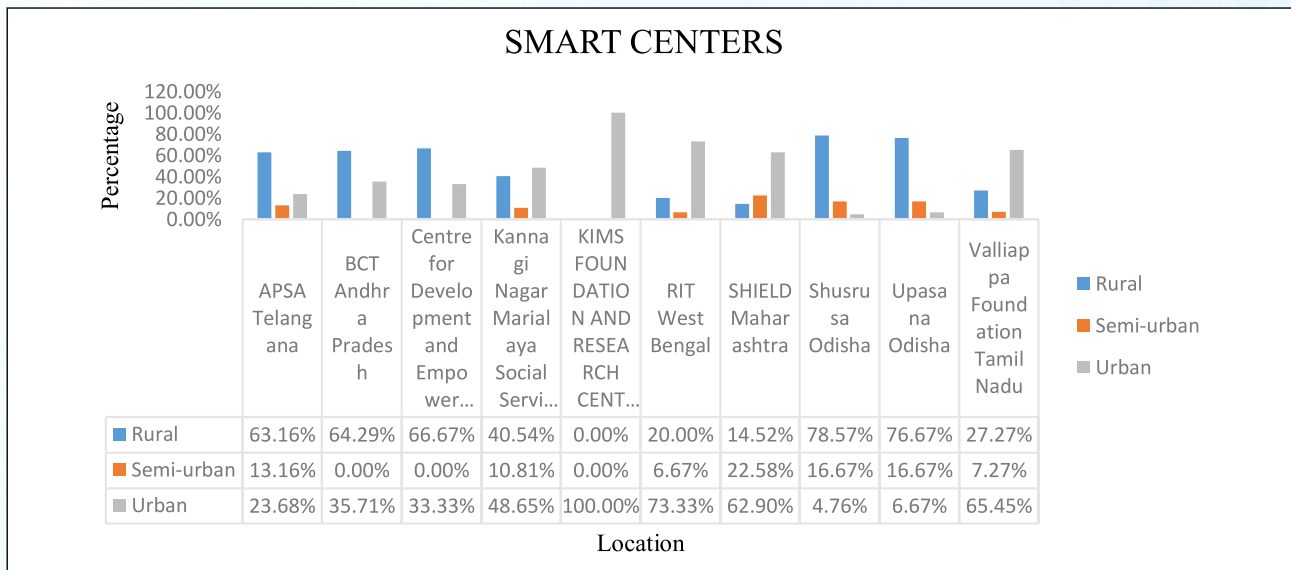 SMART CENTERS
Percentage
120.00%
100.00%
80.00%
60.00%
40.00%
20.00%
0.00%
APSA
Telang
ana
BCT
Andhr
a
Prades
h
Centre
for
Develo
pment
and
Empo
wer...
Kanna
gi
Nagar
Marial
aya
Social
Servi...
KIMS
FOUN
DATIO
N AND
RESEA
RCH
CENT...
RIT
West
Bengal
SHIELD
Mahar
ashtra
Shusru
sa
Odisha
Upasa
na
Odisha
Valliap
pa
Found
ation
Tamil
Nadu
Rural 63.16% 64.29% 66.67% 40.54% 0.00% 20.00% 14.52% 78.57% 76.67% 27.27%
Semi-urban 13.16% 0.00% 0.00% 10.81% 0.00% 6.67% 22.58% 16.67% 16.67% 7.27%
Urban 23.68% 35.71% 33.33% 48.65% 100.00% 73.33% 62.90% 4.76% 6.67% 65.45%
Location
Rural
Semi-urban
Urban